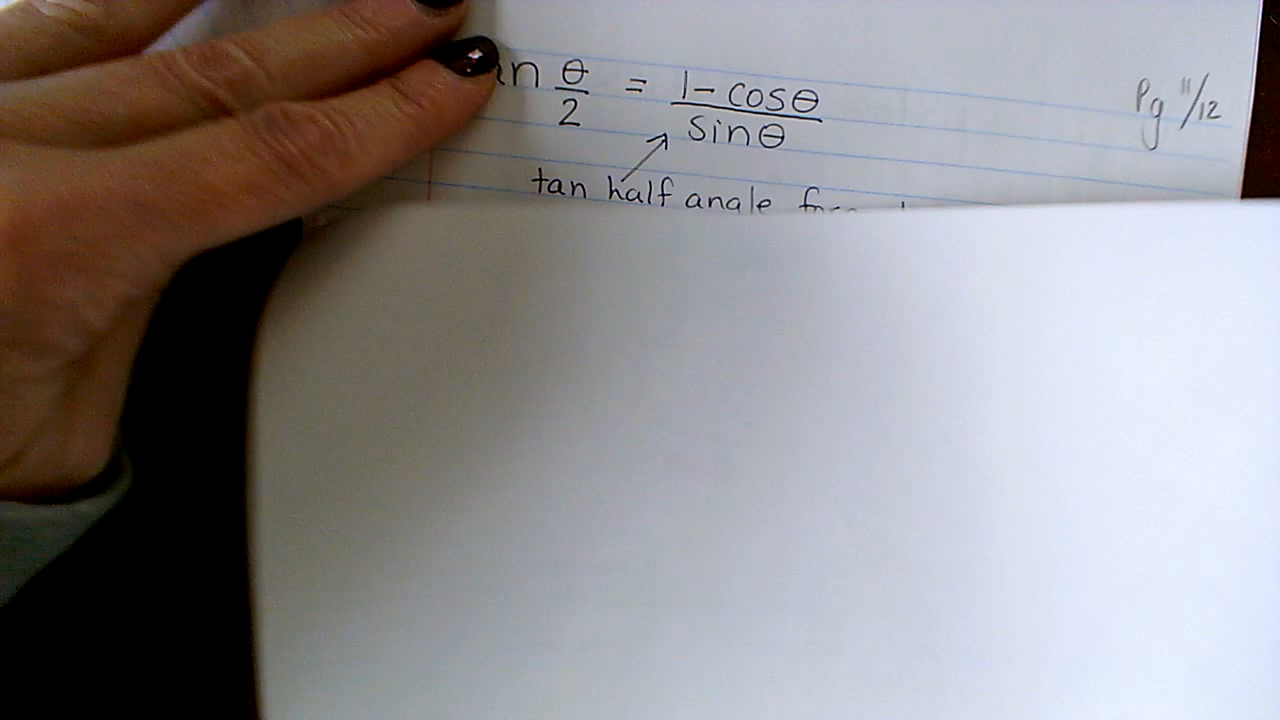 an θ/2 = 1 - cosθ / sinθ
Pg 11/12
tan half angle